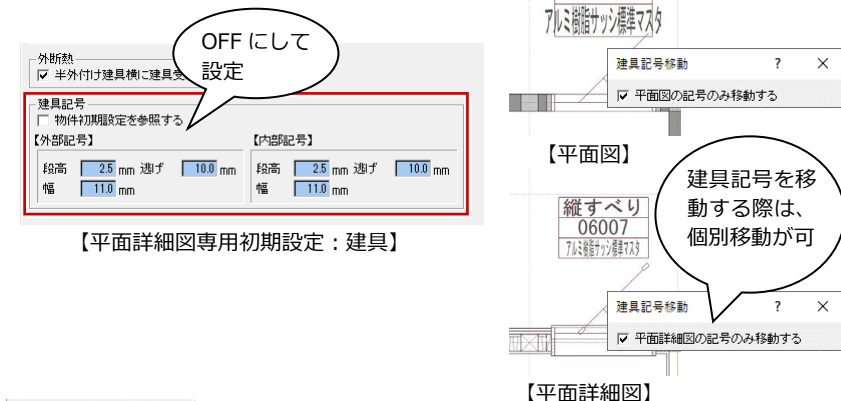 外断熱
半外付け建具横に建具受
OFF にして
設定
建具記号
物件初期設定を参照する
【外部記号】
【内部記号】
段高 2.5 mm 逃げ 10.0 mm
段高 2.5 mm 逃げ 10.0 mm
幅 11.0 mm
幅 11.0 mm
【平面詳細図専用初期設定：建具】
アルミ樹脂サッシ標準マスタ
建具記号移動 ? ×
平面図の記号のみ移動する
【平面図】
建具記号を移
動する際は、
個別移動が可
縦すべり
06007
アルミ樹脂サッシ標準マスタ
建具記号移動 ? ×
平面詳細図の記号のみ移動する
【平面詳細図】